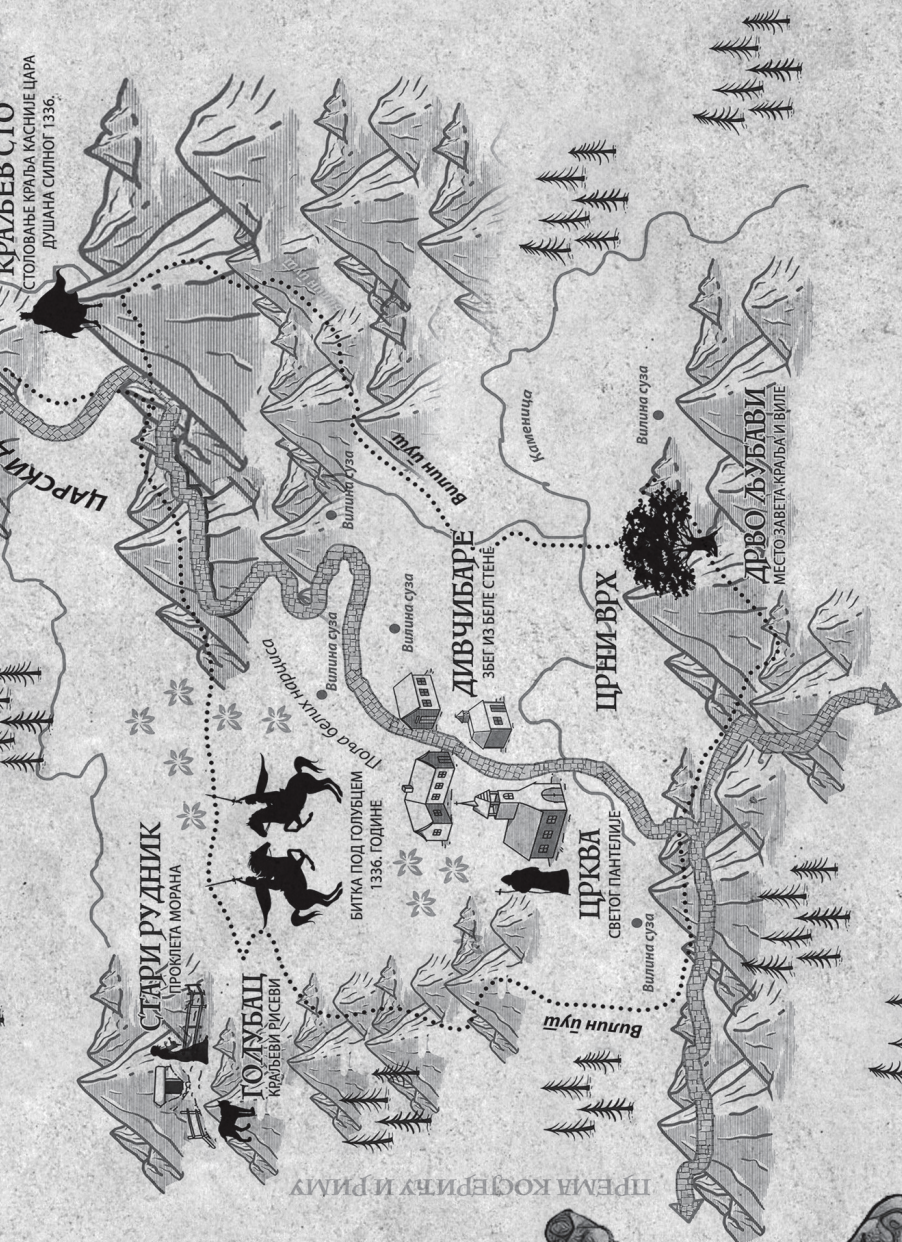 КРАЉЕВ СТО
СТОЛОВАЊЕ КРАЉА КАСНИЈЕ ЦАРА
ДУШАНА СИЛНОГ 1336.
ЦАРСКИ
СТАРИ РУДНИК
ПРОКЛЕТА МОРАНА
ГОЛУБАЦ
КРАЉЕВИ РИСЕВИ
Поља белих нарциса
Вилина суза
Вилина суза
БИТКА ПОД ГОЛУБЦЕМ
1336. ГОДИНЕ
Вилина суза
Вилин пут
ДИВЧИБАРЕ
ЗБЕГ ИЗ БЕЛЕ СТЕНЕ
Каменица
ПРЕМА КОСЈЕРИЋУ И РИМУ
Вилин пут
ЦРКВА
СВЕТОГ ПАНТЕЛИЈЕ
ЦРНИ ВРХ
Вилина суза
Вилина суза
ДРВО ЉУБАВИ
МЕСТО ЗАВЕТА КРАЉА И ВИЛЕ